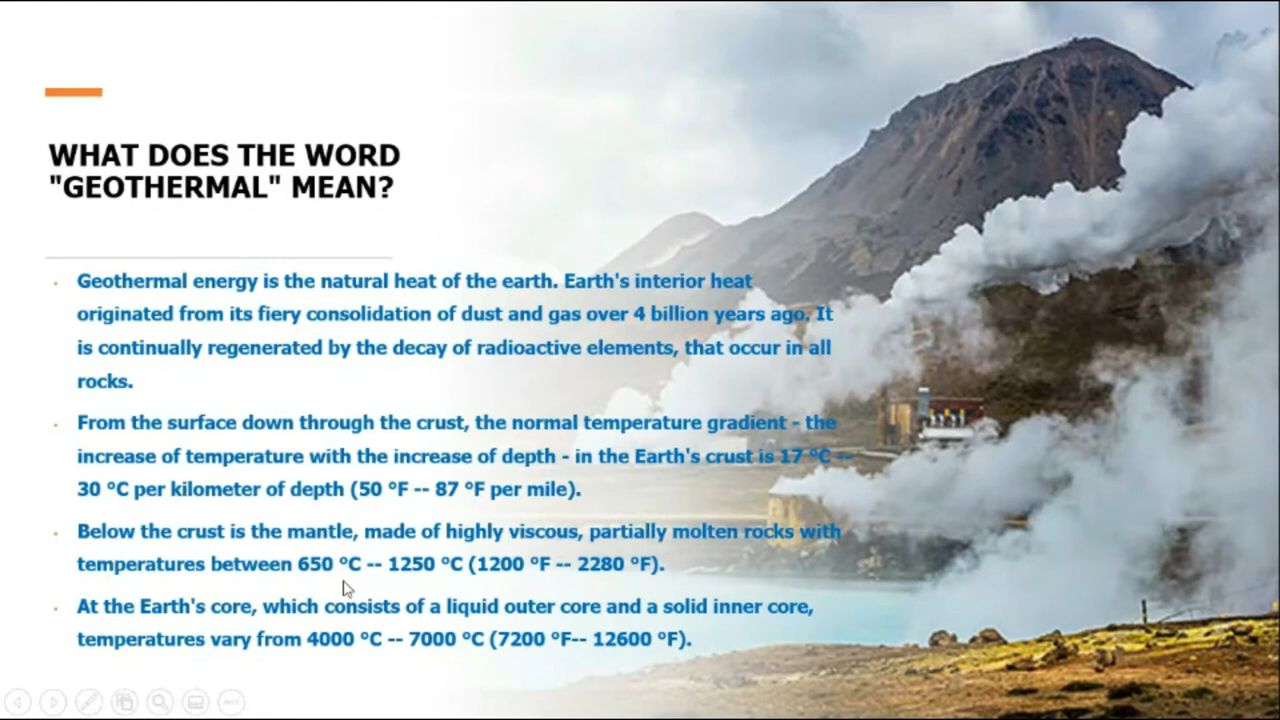 WHAT DOES THE WORD
"GEOTHERMAL" MEAN?
Geothermal energy is the natural heat of the earth. Earth's interior heat
originated from its fiery consolidation of dust and gas over 4 billion years ago. It
is continually regenerated by the decay of radioactive elements, that occur in all
rocks.
From the surface down through the crust, the normal temperature gradient - the
increase of temperature with the increase of depth - in the Earth's crust is 17 °C --
30 °C per kilometer of depth (50 °F -- 87 °F per mile).
Below the crust is the mantle, made of highly viscous, partially molten rocks with
temperatures between 650 °C -- 1250 °C (1200 °F -- 2280 °F).
At the Earth's core, which consists of a liquid outer core and a solid inner core,
temperatures vary from 4000 °C -- 7000 °C (7200 °F-- 12600 °F).